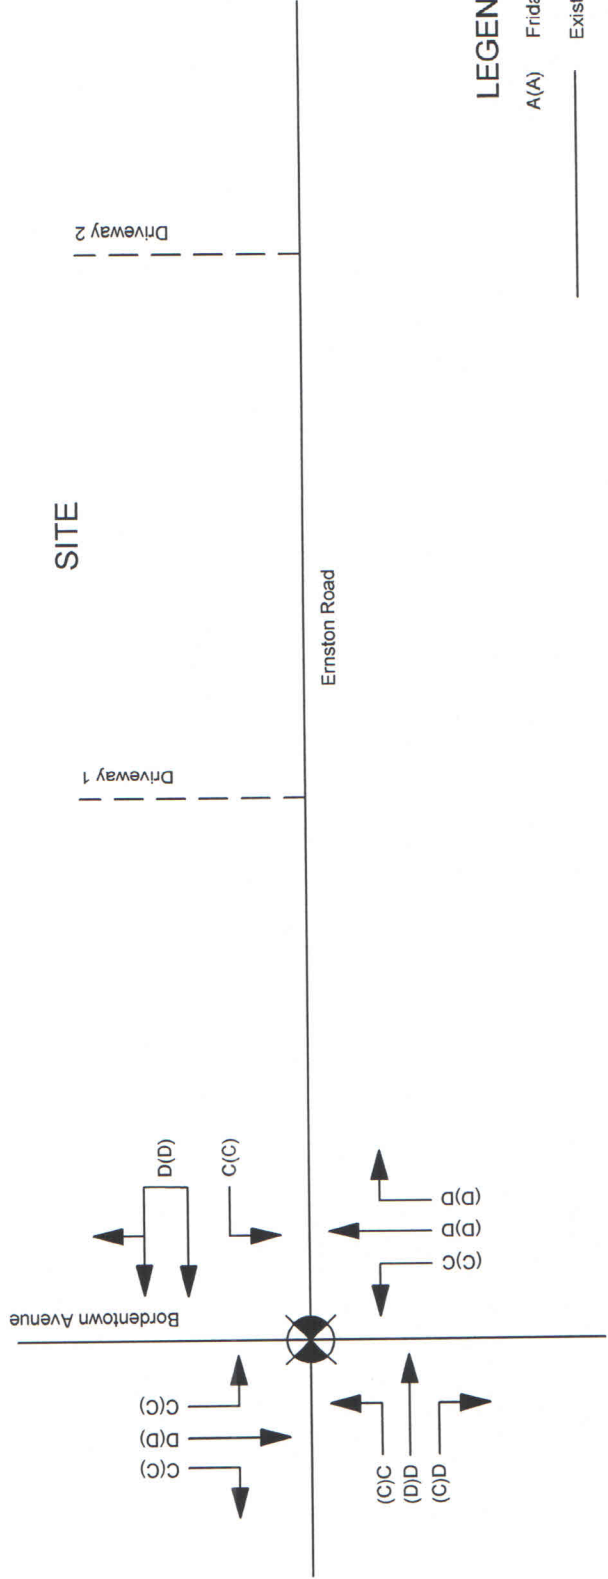 Driveway 2
LEGEN
A(A) Frida
Exist
SITE
Ernston Road
Driveway 1
D(D)
C(C)
Bordentown Avenue
(D)D
(D)D
(C)C
C(C)
D(D)
C(C)
(C)C
(D)D
(C)D